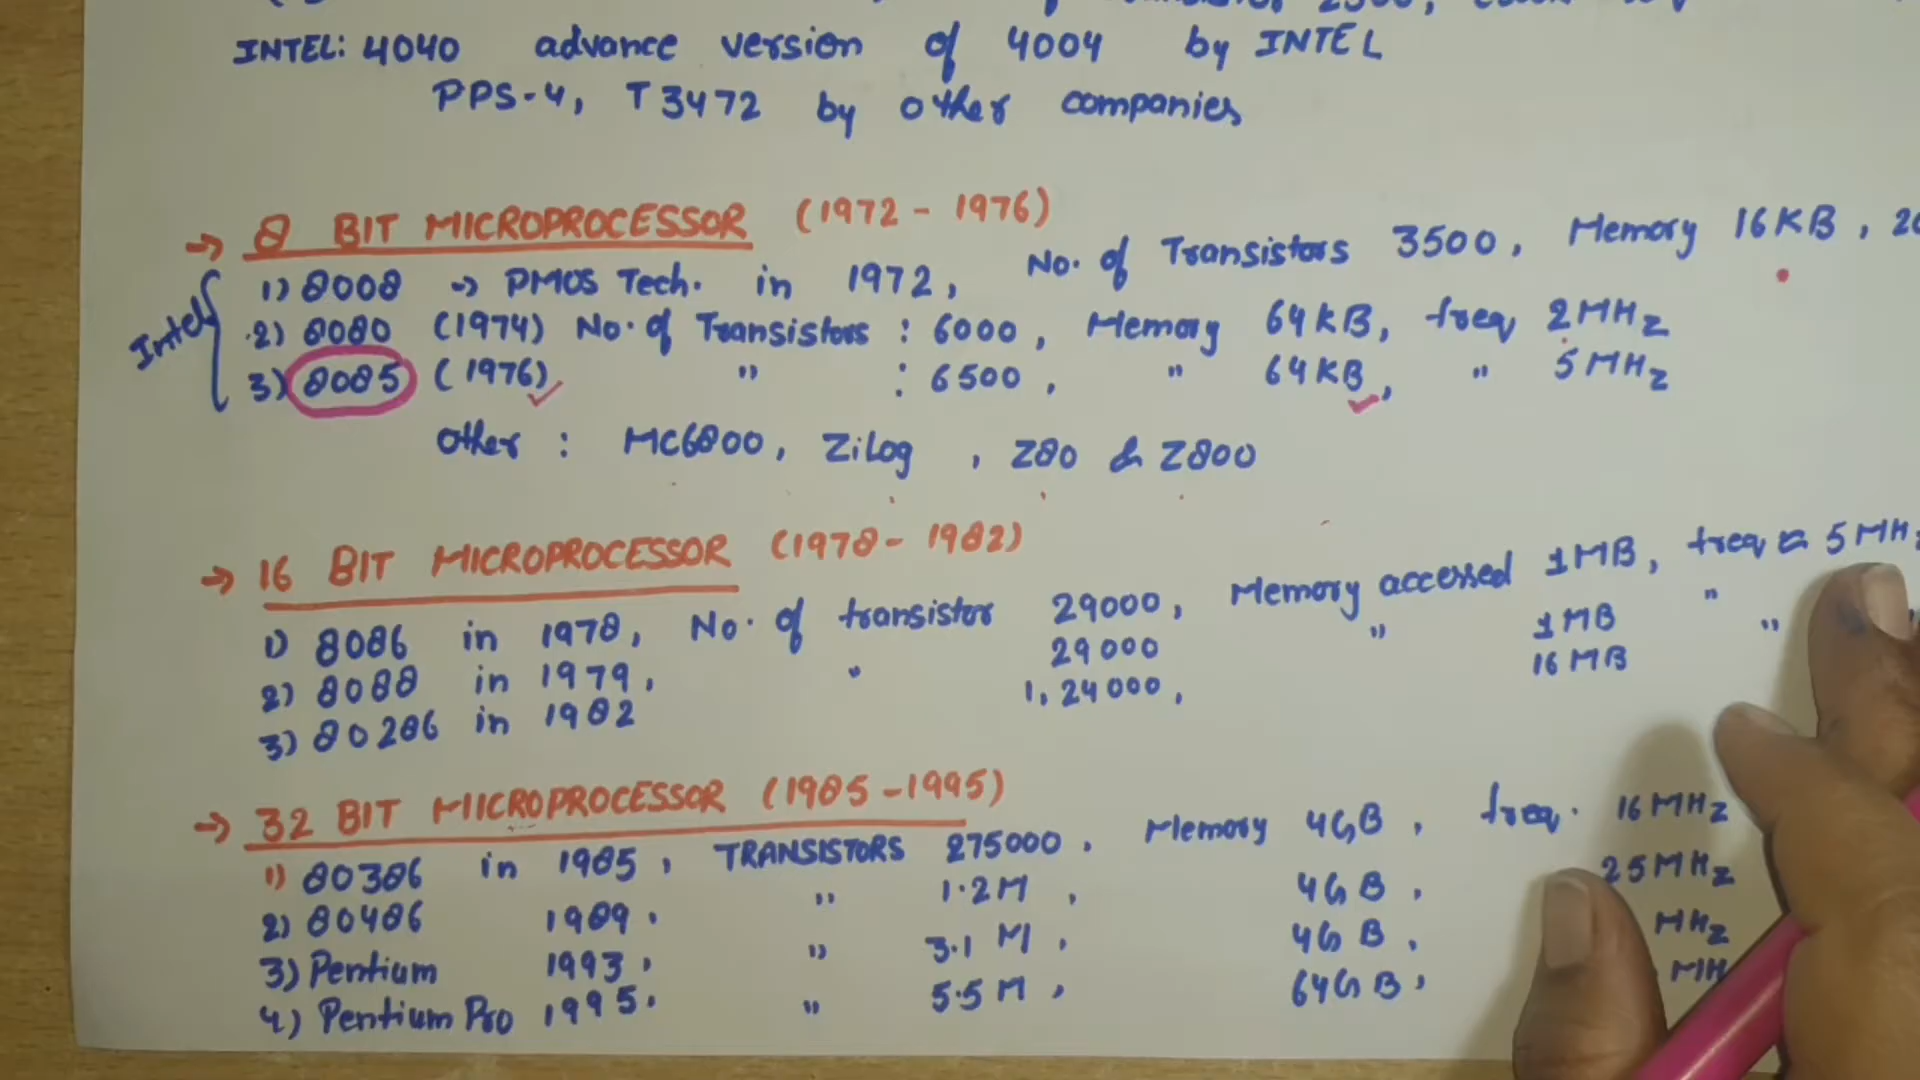 INTEL: 4040 advance version of 4004 by INTEL
PPS-4, T3472 by other companies
→ 8 BIT MICROPROCESSOR (1972 - 1976)
Intel
1) 8008 → PMOS Tech. in 1972, No. of Transistors 3500, Memory 16KB,
2) 8080 (1974) No. of Transistors : 6000, Memory 64KB, freq 2MHz
3) 8085 (1976) " : 6500, " 64KB, " 5MHz
Other : MC6800, Zilog, Z80 & Z800
→ 16 BIT MICROPROCESSOR (1978 - 1982)
1) 8086 in 1978, No. of transistor 29000, Memory accessed 1MB, freq = 5MHz
2) 8088 in 1979, " 29000 " 1MB "
3) 80286 in 1982 1,24000, 16MB "
→ 32 BIT MIICROPROCESSOR (1985 - 1995)
1) 80386 in 1985, TRANSISTORS 275000, Memory 4GB, freq. 16MHz
2) 80486 1989. " 1.2M, 4GB, 25MHz
3) Pentium 1993, " 3.1M, 4GB, MHz
4) Pentium Pro 1995. " 5.5M, 64GB, MH